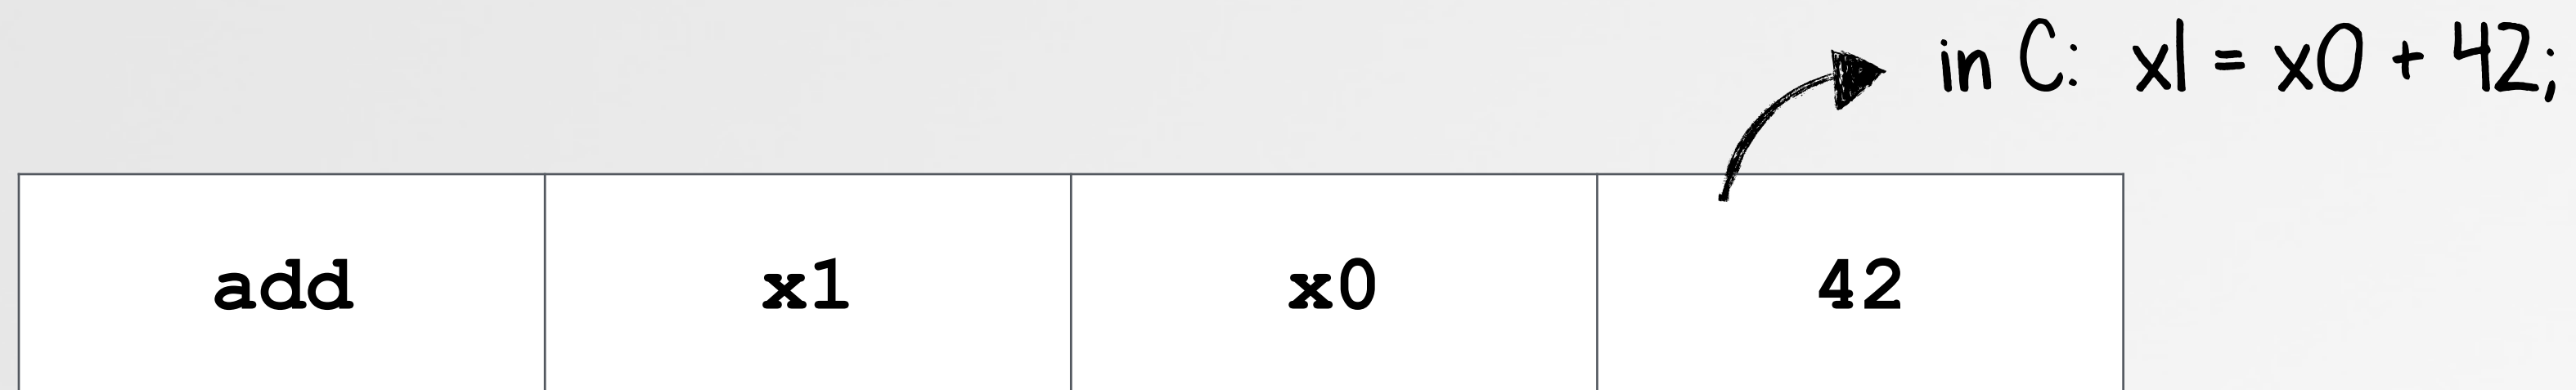 in C: x1 = x0 + 42;
add x1 x0 42